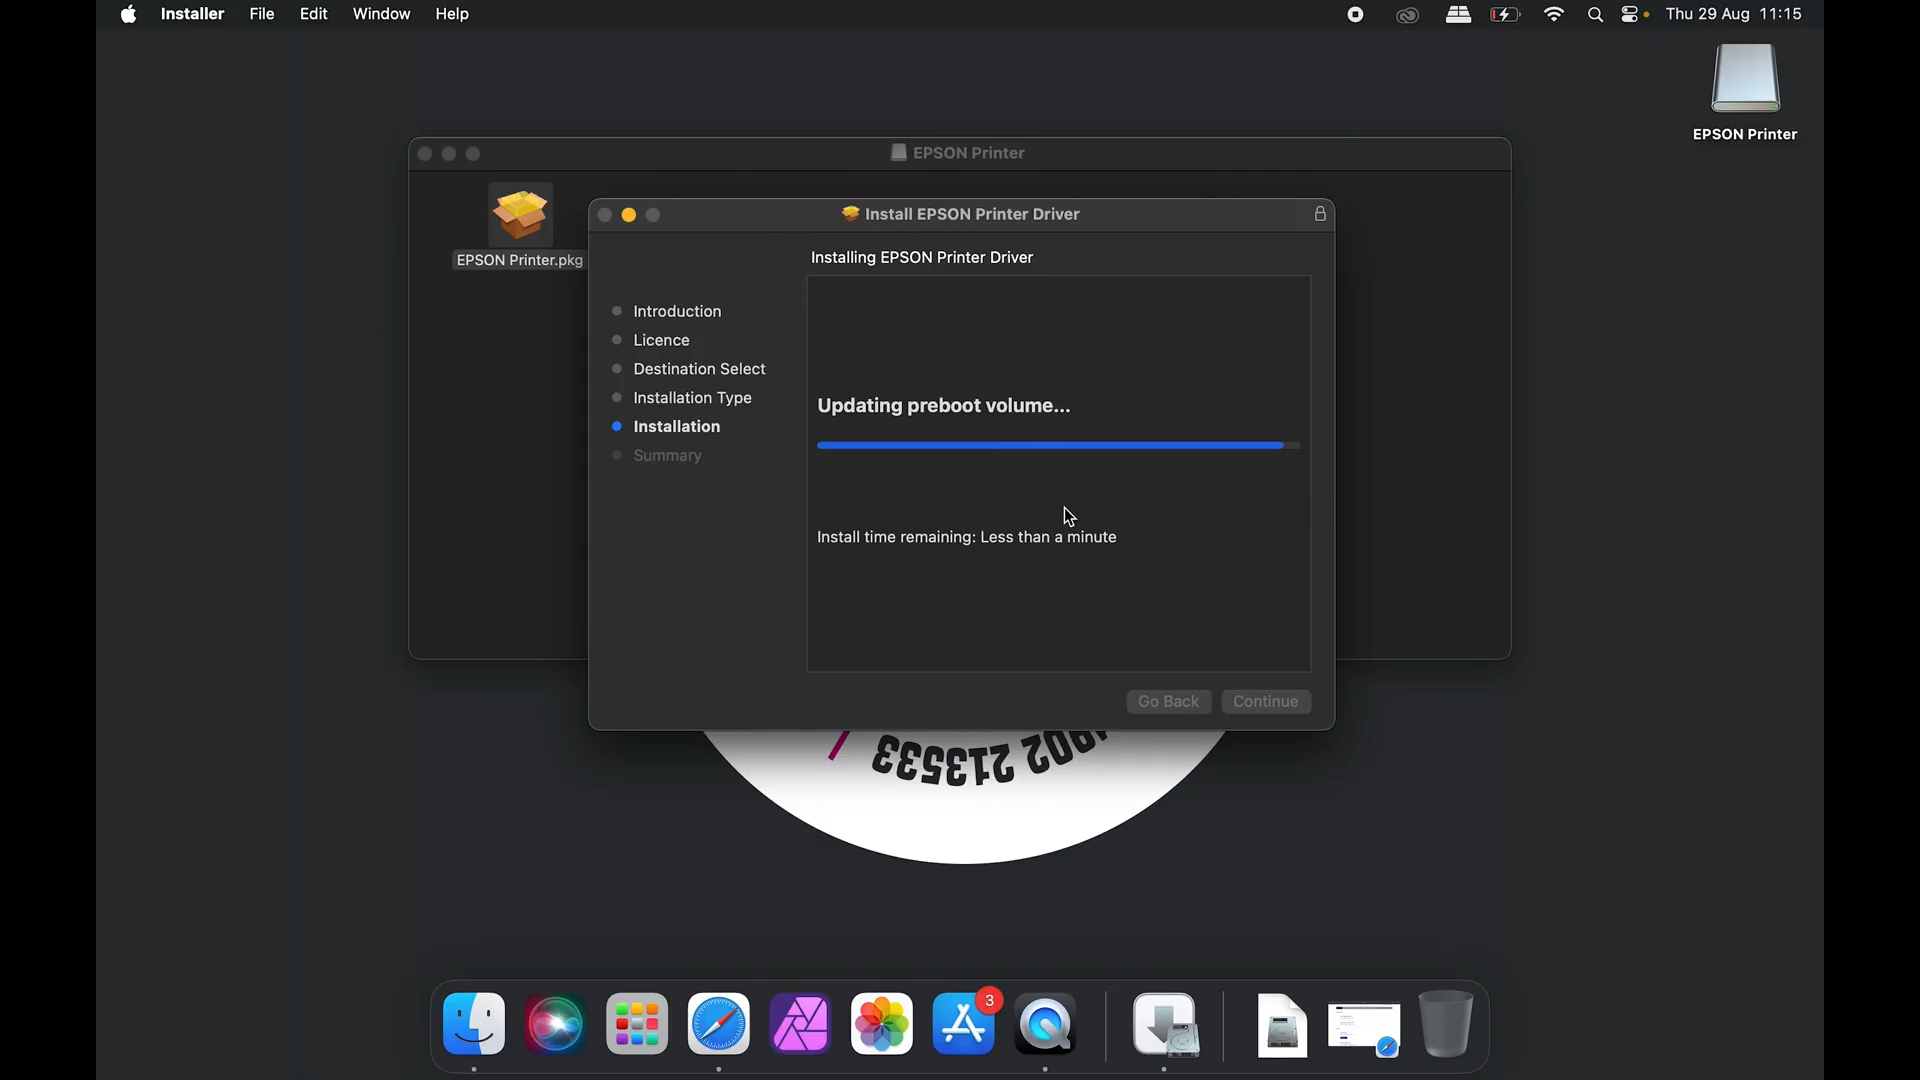 Installer File Edit Window Help
Thu 29 Aug 11:15
ESPON Printer
EPSON Printer
EPSON Printer.pkg
Install EPSON Printer Driver
Installing EPSON Printer Driver
Introduction
Licence
Destination Select
Installation Type
Installation
Summary
Updating preboot volume...
Install time remaining: Less than a minute
Go Back
Continue
213533
3